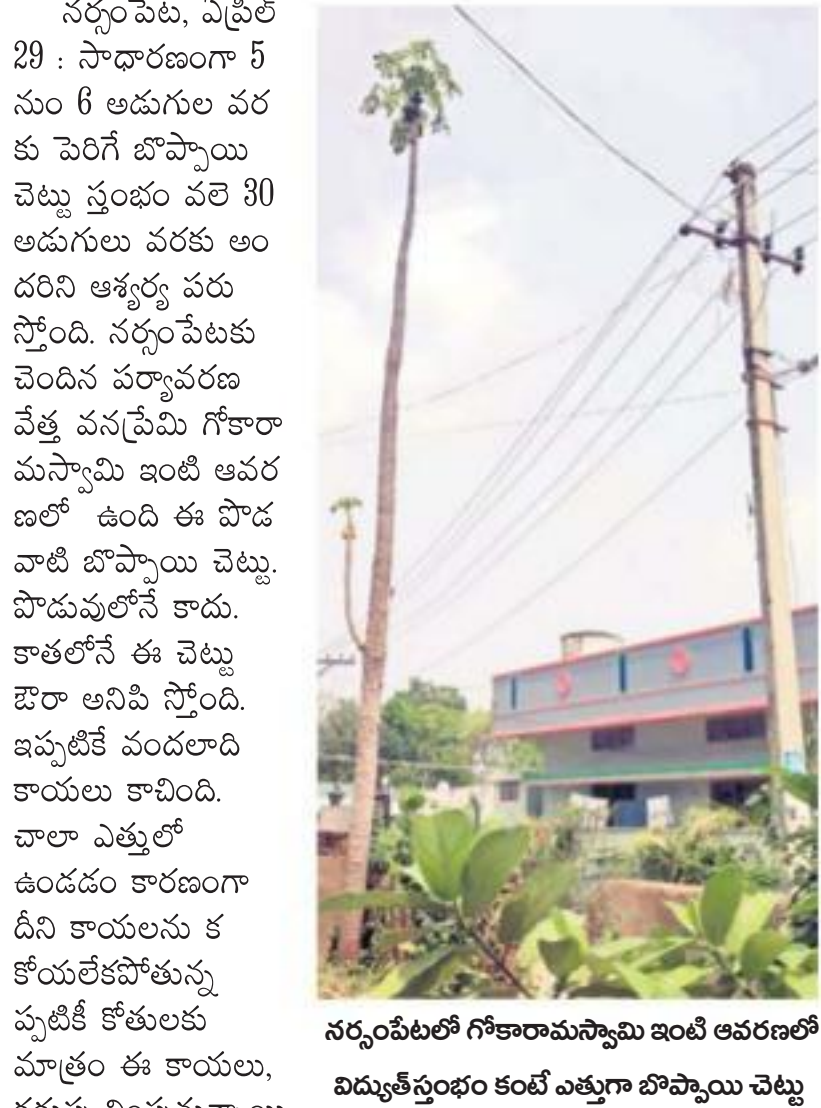 నర్సంపేట, ఏప్రిల్
29 : సాధారణంగా 5
నుం 6 అడుగుల వర
కు పెరిగే బొప్పాయి
చెట్టు స్తంభం వలె 30
అడుగులు వరకు అం
దరిని ఆశ్చర్య పరు
స్తోంది. నర్సంపేటకు
చెందిన పర్యావరణ
వేత్త వనప్రేమి గోకారా
మస్వామి ఇంటి ఆవర
ణలో ఉంది ఈ పొడ
వాటి బొప్పాయి చెట్టు.
పొడువులోనే కాదు.
కాతలోనే ఈ చెట్టు
ఔరా అనిపి స్తోంది.
ఇప్పటికే వందలాది
కాయలు కాచింది.
చాలా ఎత్తులో
ఉండడం కారణంగా
దీని కాయలను క
కోయలేకపోతున్న
ప్పటికీ కోతులకు
మాత్రం ఈ కాయలు,
నర్సంపేటలో గోకారామస్వామి ఇంటి ఆవరణలో
విద్యుత్‌స్తంభం కంటే ఎత్తుగా బొప్పాయి చెట్టు